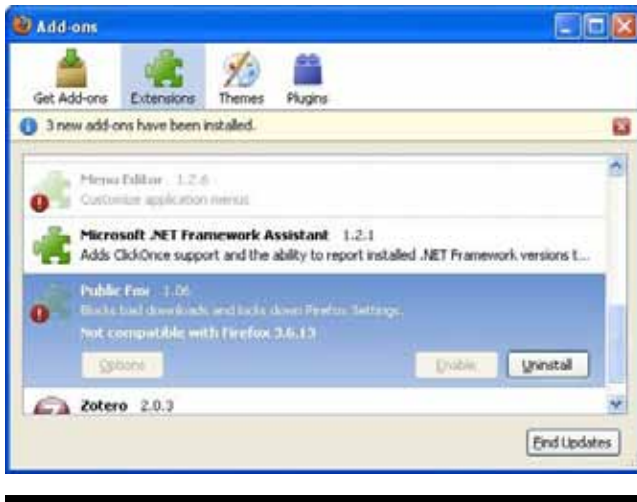 Add-ons
Get Add-ons Extensions Themes Plugins
3 new add-ons have been installed.
Menu Editor 1.2.6
Customize application menus
Microsoft .NET Framework Assistant 1.2.1
Adds ClickOnce support and the ability to report installed .NET Framework versions t...
Public Fox 1.06
Blocks bad downloads and locks down Firefox Settings.
Not compatible with Firefox 3.6.13
Options Enable Uninstall
Zotero 2.0.3
Find Updates